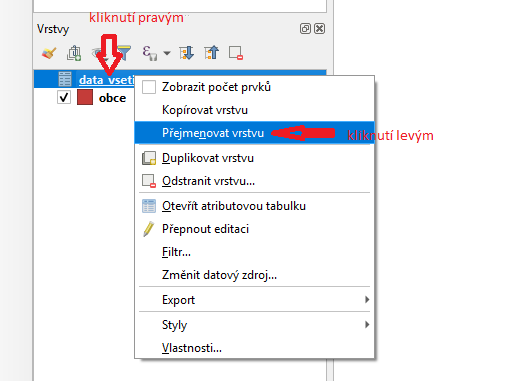 kliknutí pravým
Vrstvy
data_vseti
obce
Zobrazit počet prvků
Kopírovat vrstvu
Přejmenovat vrstvu
kliknutí levým
Duplikovat vrstvu
Odstranit vrstvu...
Otevřít atributovou tabulku
Přepnout editaci
Filtr...
Změnit datový zdroj...
Export
Styly
Vlastnosti...